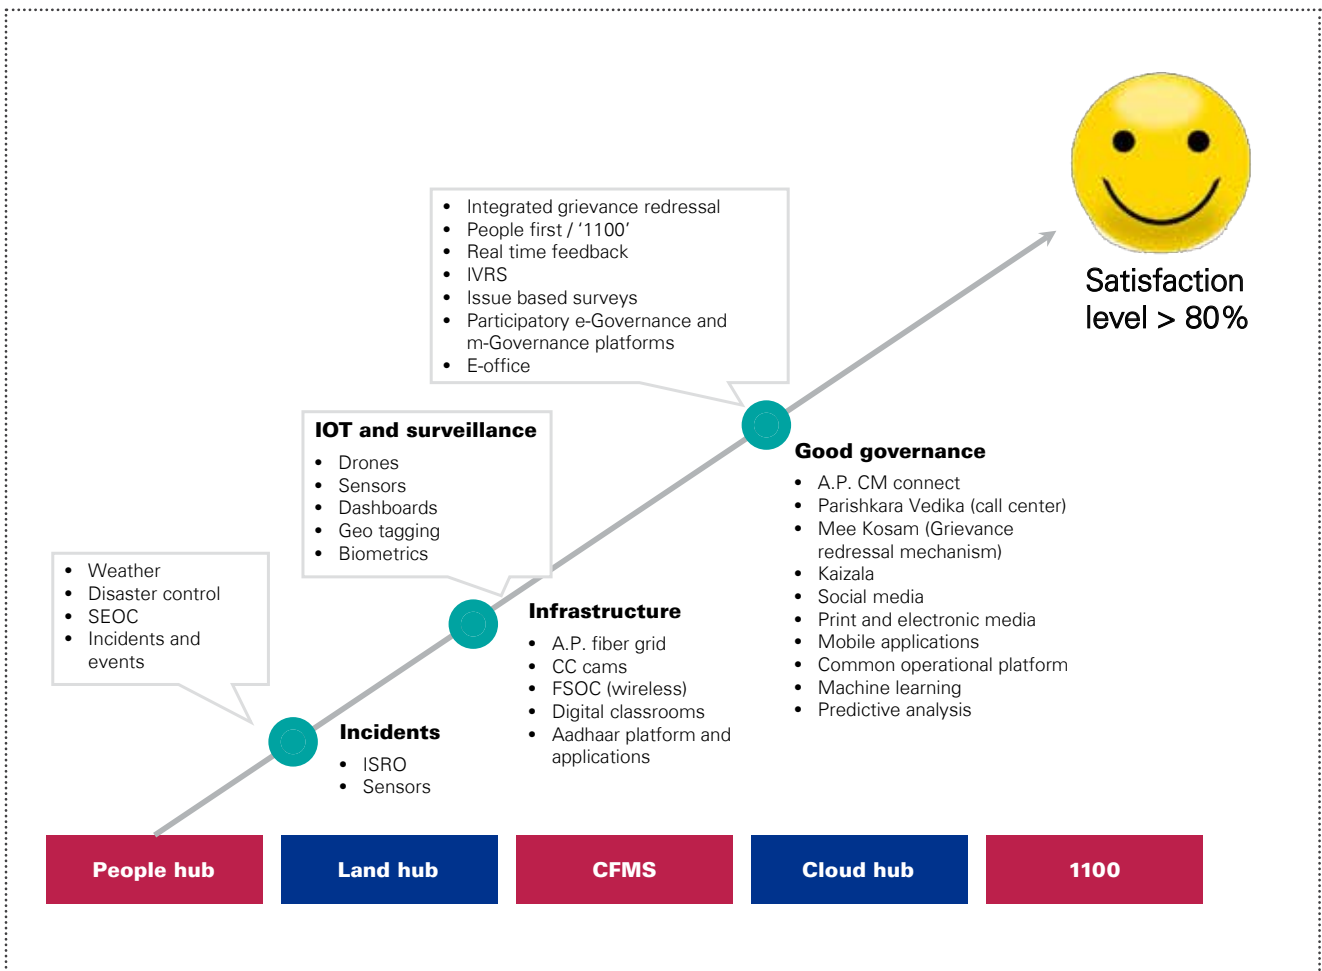 Satisfaction
level > 80%
• Integrated grievance redressal
• People first / ‘1100’
• Real time feedback
• IVRS
• Issue based surveys
• Participatory e-Governance and
m-Governance platforms
• E-office
IOT and surveillance
• Drones
• Sensors
• Dashboards
• Geo tagging
• Biometrics
Good governance
• A.P. CM connect
• Parishkara Vedika (call center)
• Mee Kosam (Grievance
redressal mechanism)
• Kaizala
• Social media
• Print and electronic media
• Mobile applications
• Common operational platform
• Machine learning
• Predictive analysis
• Weather
• Disaster control
• SEOC
• Incidents and
events
Infrastructure
• A.P. fiber grid
• CC cams
• FSOC (wireless)
• Digital classrooms
• Aadhaar platform and
applications
Incidents
• ISRO
• Sensors
People hub
Land hub
CFMS
Cloud hub
1100